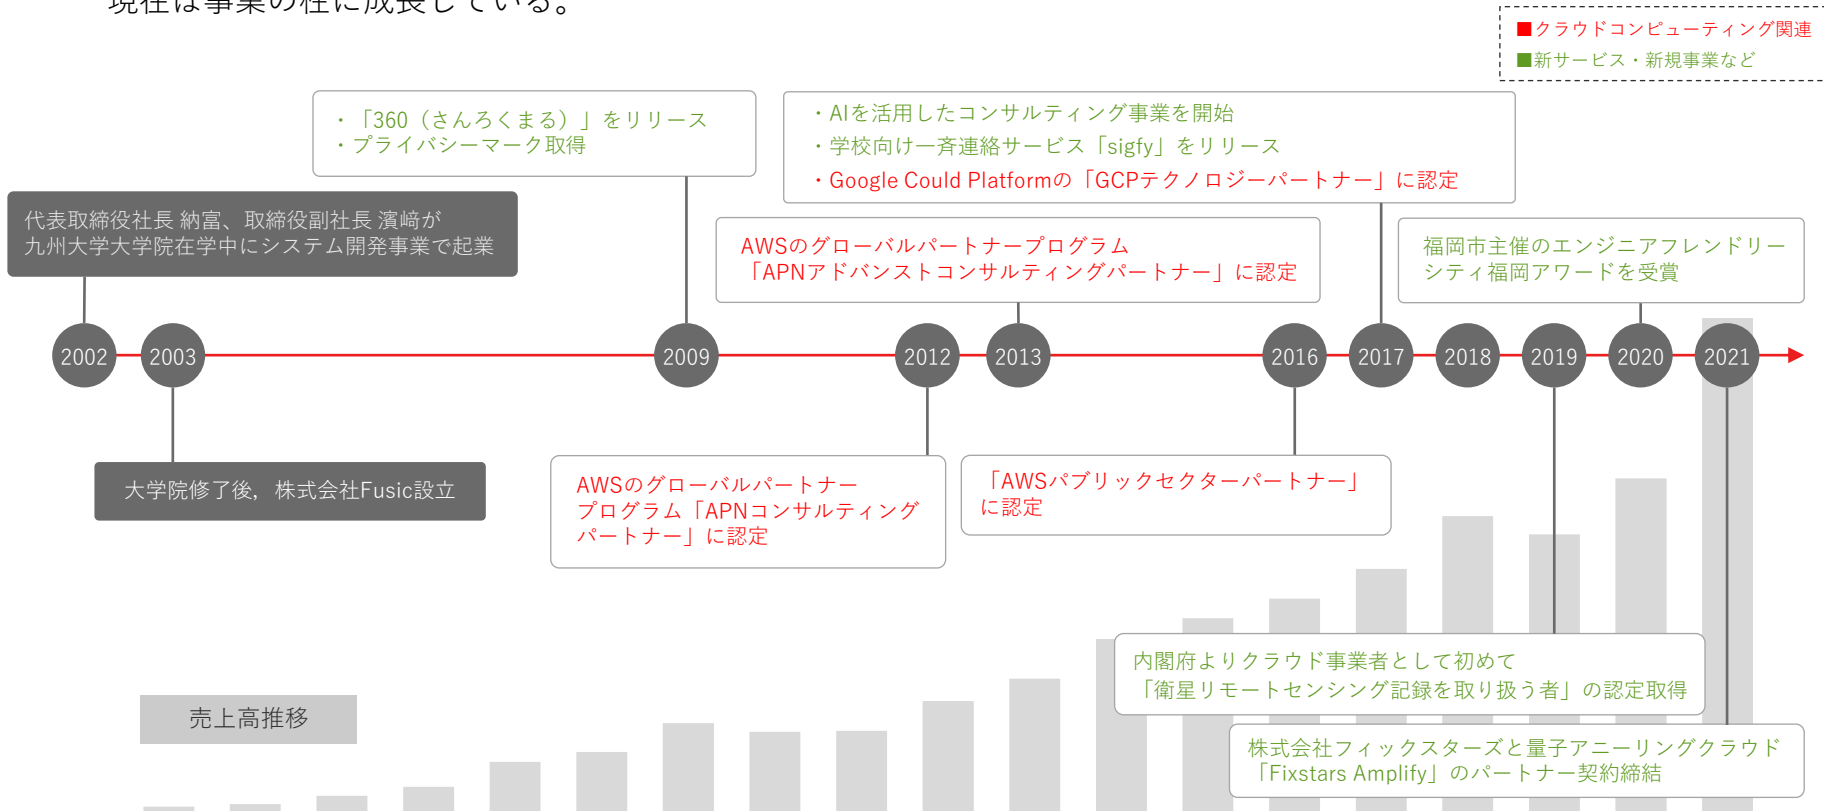 現在は事業の柱に成長している。
■クラウドコンピューティング関連
■新サービス・新規事業など
・「360（さんろくまる）」をリリース
・プライバシーマーク取得
・AIを活用したコンサルティング事業を開始
・学校向け一斉連絡サービス「sigfy」をリリース
・Google Could Platformの「GCPテクノロジーパートナー」に認定
代表取締役社長 納富、取締役副社長 濱﨑が
九州大学大学院在学中にシステム開発事業で起業
AWSのグローバルパートナープログラム
「APNアドバンストコンサルティングパートナー」に認定
福岡市主催のエンジニアフレンドリー
シティ福岡アワードを受賞
2002
2003
2009
2012
2013
2016
2017
2018
2019
2020
2021
大学院修了後，株式会社Fusic設立
AWSのグローバルパートナー
プログラム「APNコンサルティング
パートナー」に認定
「AWSパブリックセクターパートナー」
に認定
内閣府よりクラウド事業者として初めて
「衛星リモートセンシング記録を取り扱う者」の認定取得
売上高推移
株式会社フィックスターズと量子アニーリングクラウド
「Fixstars Amplify」のパートナー契約締結